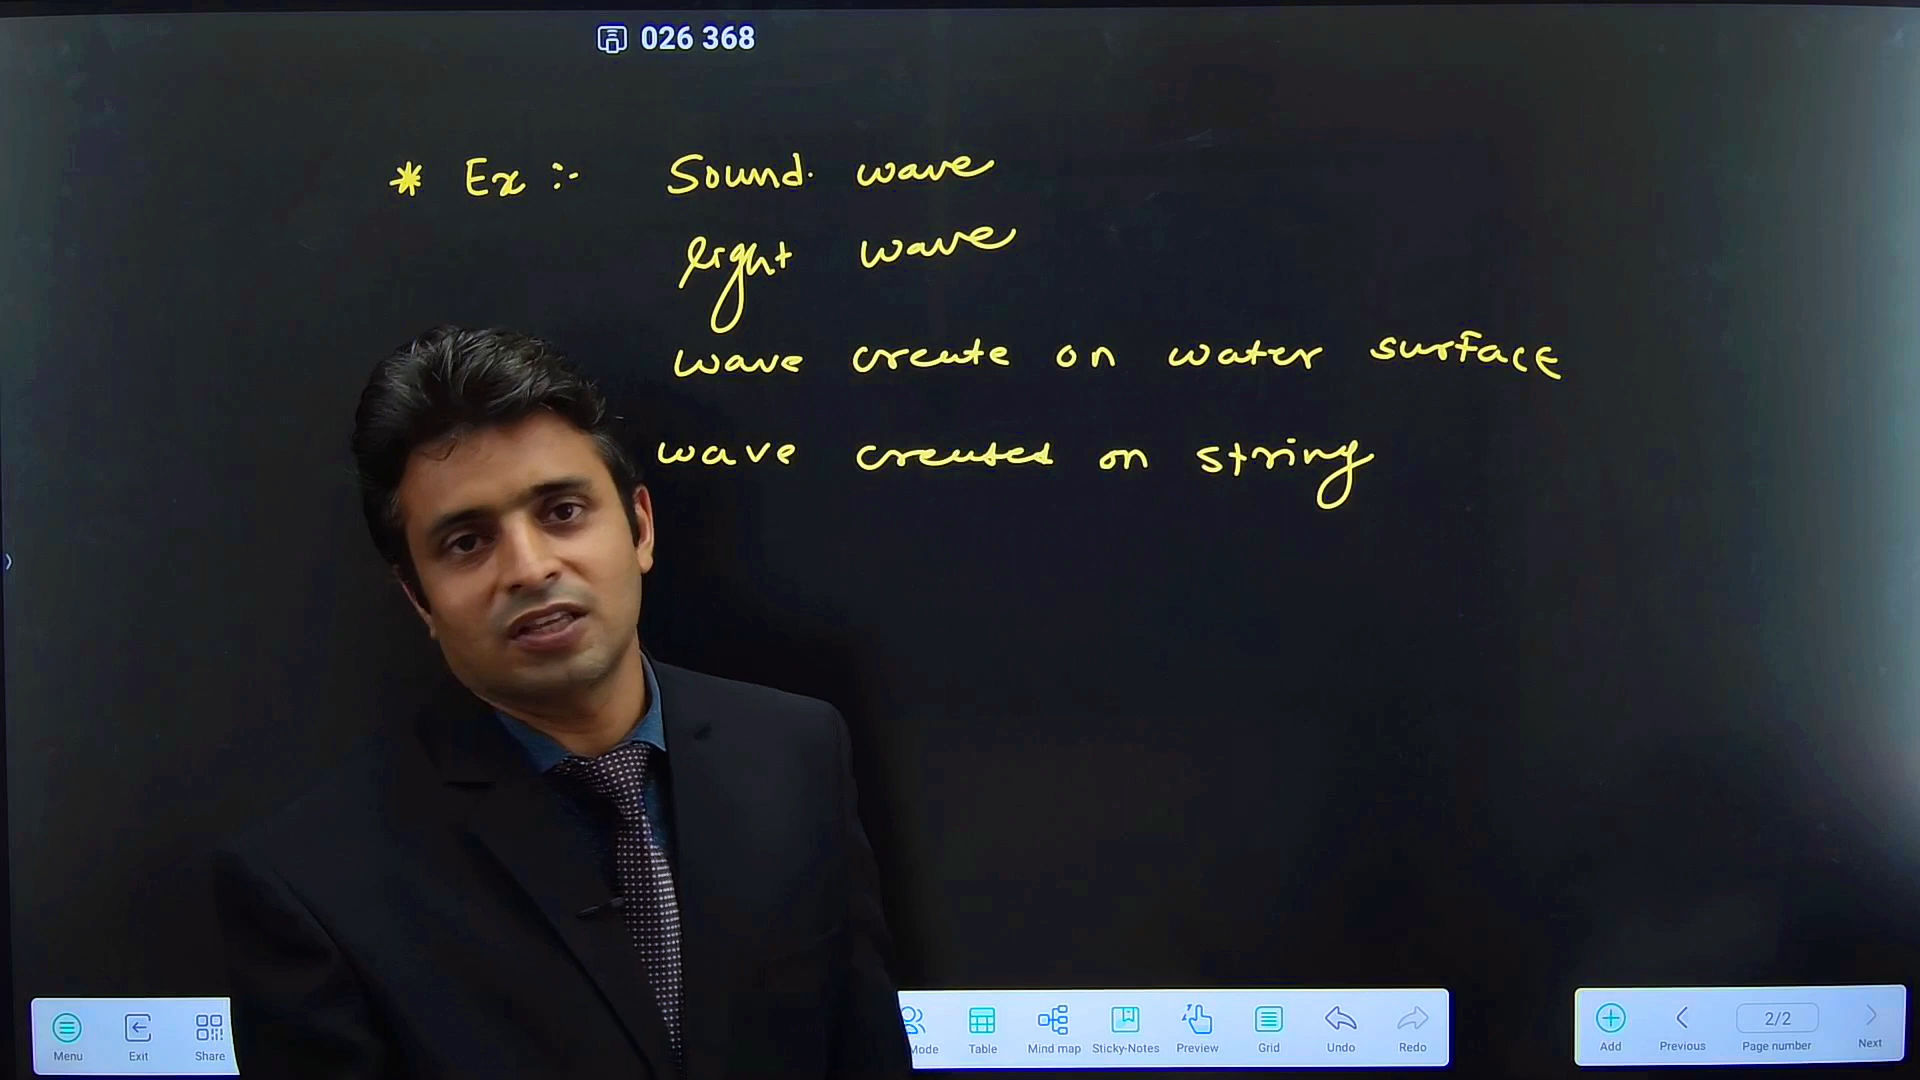 026 368
* Ex :- Sound wave
light wave
wave create on water surface
wave created on string
Menu Exit Share Mode Table Mind map Sticky-Notes Preview Grid Undo Redo Add Previous 2/2 Page number Next